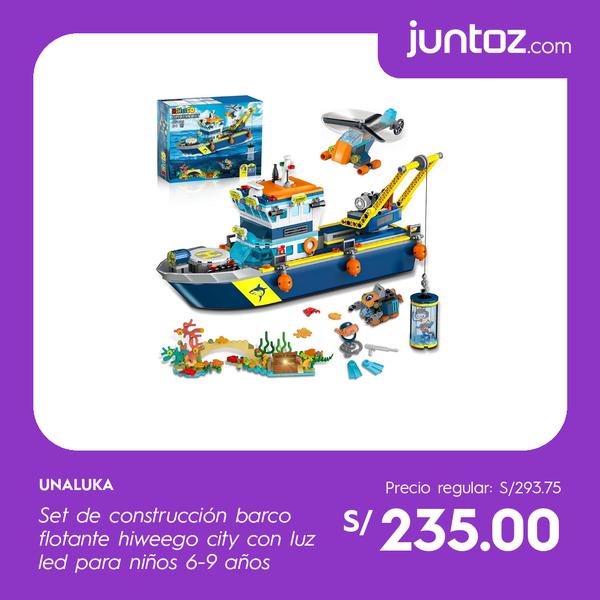 juntoz.com
UNALUKA
Set de construcción barco
flotante hiweego city con luz
led para niños 6-9 años
Precio regular: S/293.75
S/ 235.00